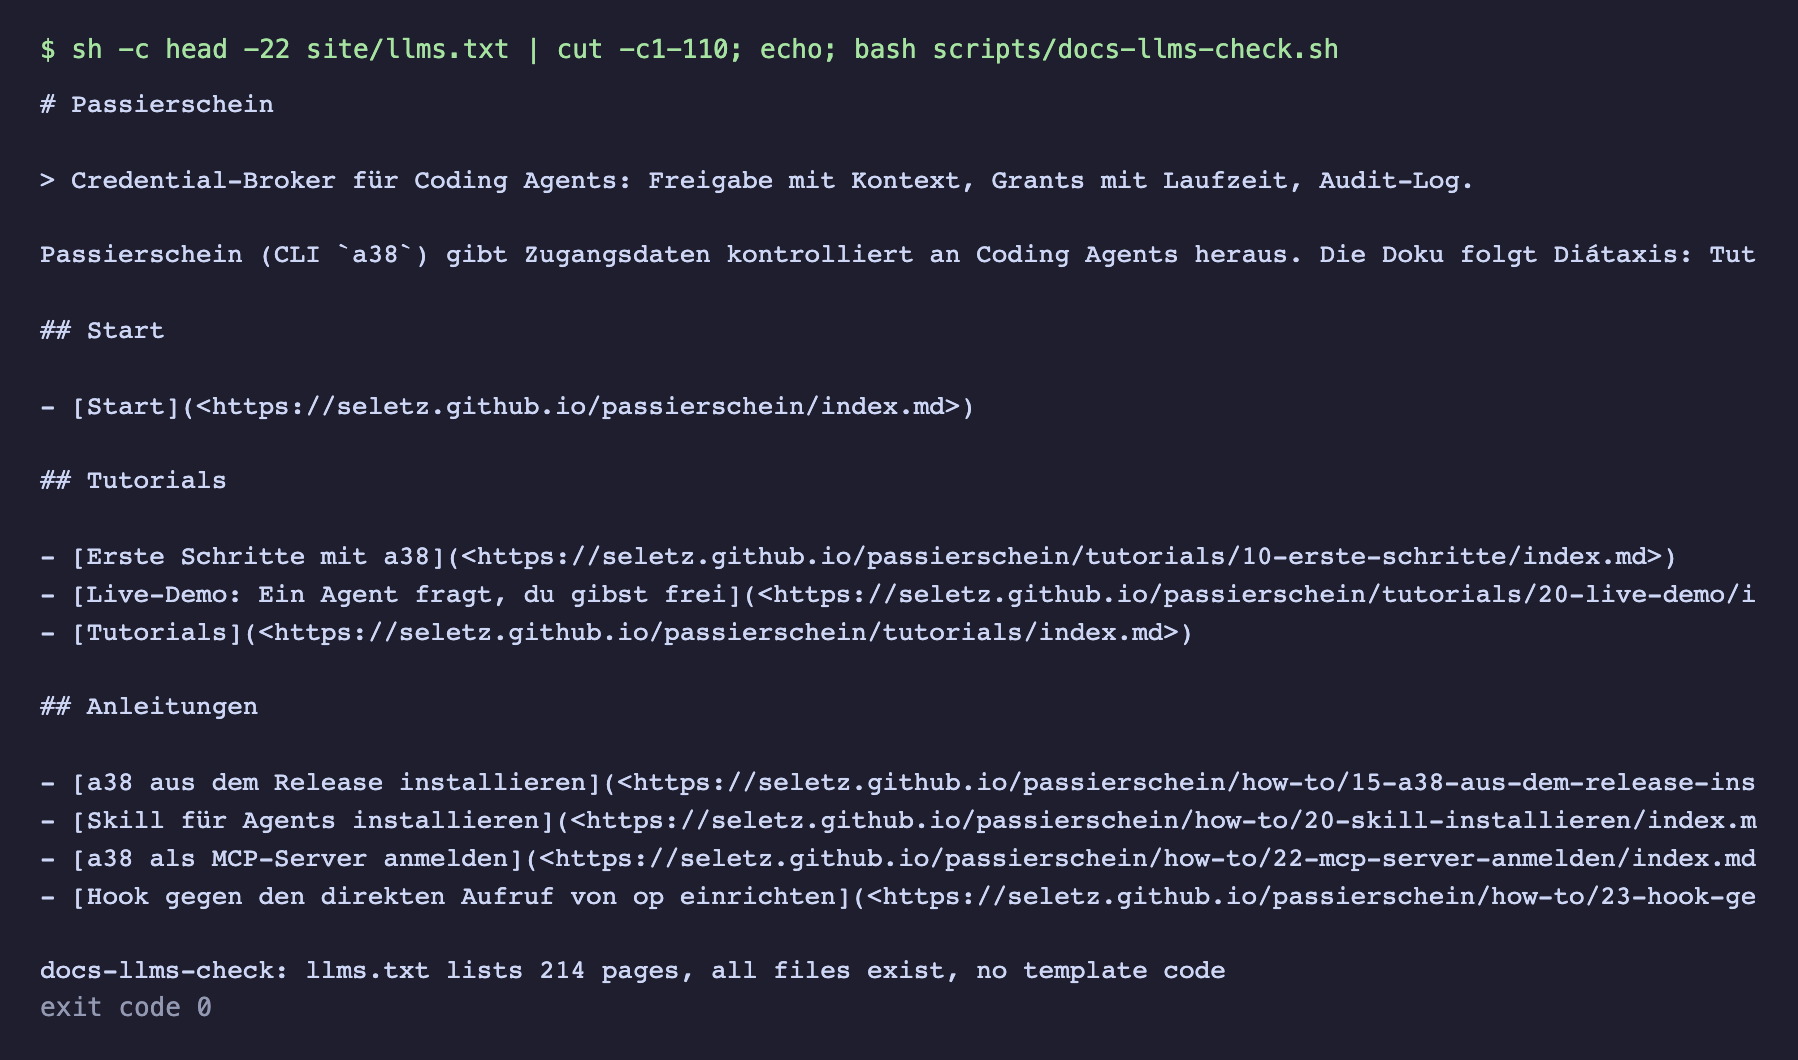 $ sh -c head -22 site/llms.txt | cut -c1-110; echo; bash scripts/docs-llms-check.sh
# Passierschein
> Credential-Broker für Coding Agents: Freigabe mit Kontext, Grants mit Laufzeit, Audit-Log.
Passierschein (CLI `a38`) gibt Zugangsdaten kontrolliert an Coding Agents heraus. Die Doku folgt Diátaxis: Tut
## Start
- [Start](<https://seletz.github.io/passierschein/index.md>)
## Tutorials
- [Erste Schritte mit a38](<https://seletz.github.io/passierschein/tutorials/10-erste-schritte/index.md>)
- [Live-Demo: Ein Agent fragt, du gibst frei](<https://seletz.github.io/passierschein/tutorials/20-live-demo/i
- [Tutorials](<https://seletz.github.io/passierschein/tutorials/index.md>)
## Anleitungen
- [a38 aus dem Release installieren](<https://seletz.github.io/passierschein/how-to/15-a38-aus-dem-release-ins
- [Skill für Agents installieren](<https://seletz.github.io/passierschein/how-to/20-skill-installieren/index.m
- [a38 als MCP-Server anmelden](<https://seletz.github.io/passierschein/how-to/22-mcp-server-anmelden/index.md
- [Hook gegen den direkten Aufruf von op einrichten](<https://seletz.github.io/passierschein/how-to/23-hook-ge
docs-llms-check: llms.txt lists 214 pages, all files exist, no template code
exit code 0